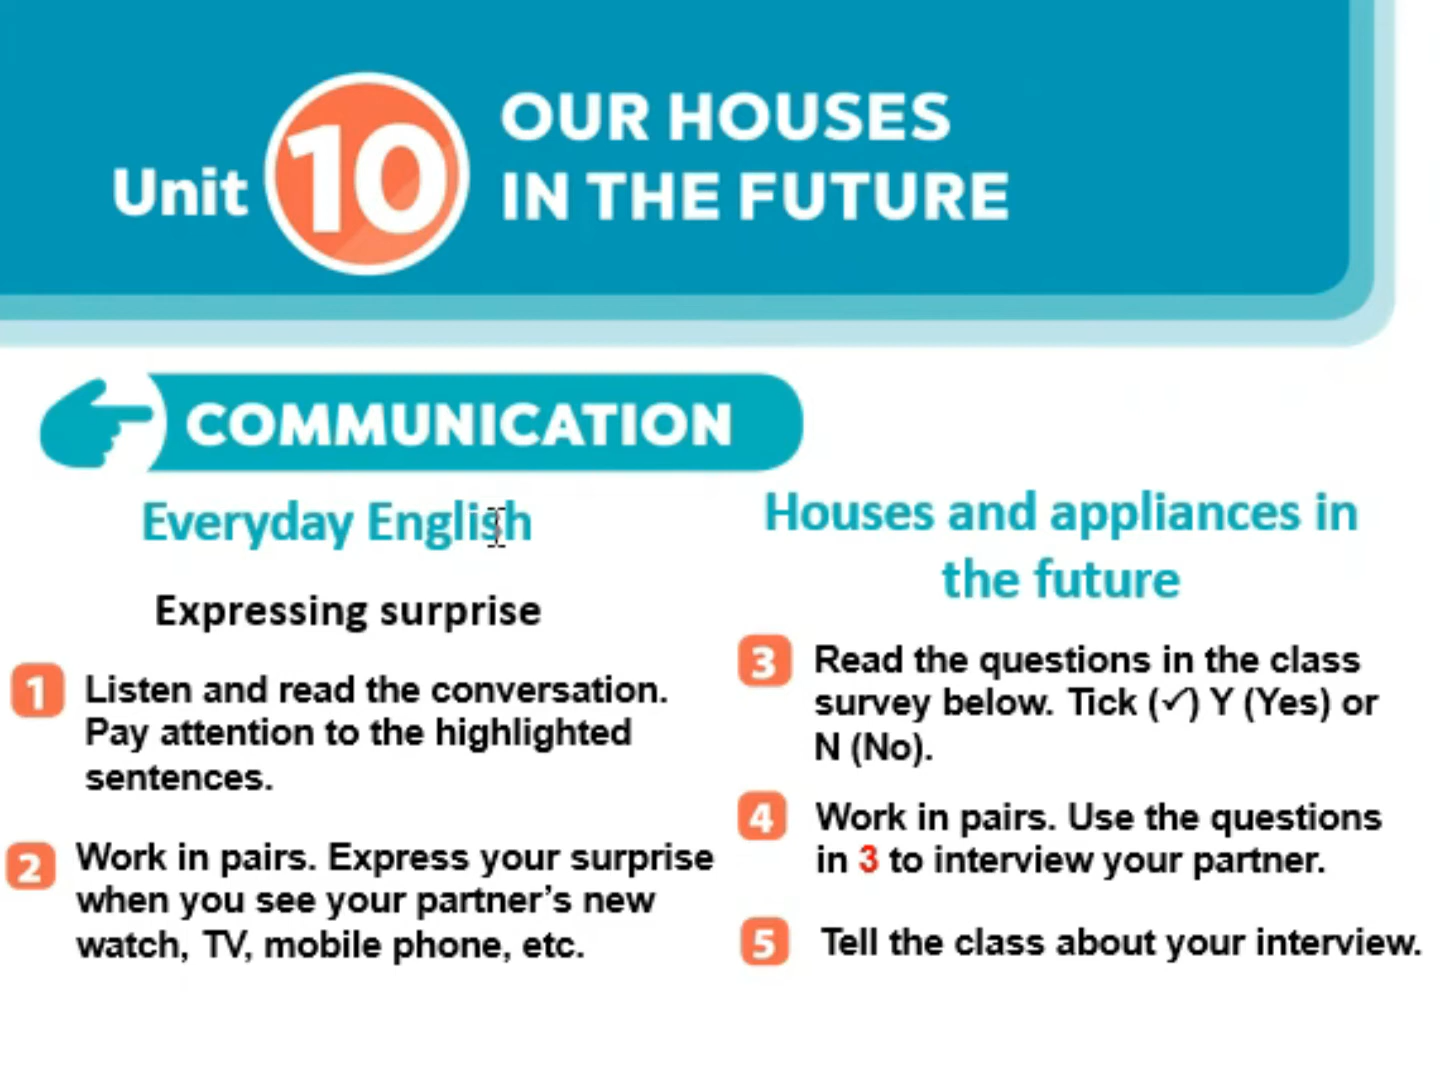 Unit 10
OUR HOUSES
IN THE FUTURE
COMMUNICATION
Everyday English
Expressing surprise
1 Listen and read the conversation.
Pay attention to the highlighted
sentences.
2 Work in pairs. Express your surprise
when you see your partner’s new
watch, TV, mobile phone, etc.
Houses and appliances in
the future
3 Read the questions in the class
survey below. Tick (✓) Y (Yes) or
N (No).
4 Work in pairs. Use the questions
in 3 to interview your partner.
5 Tell the class about your interview.